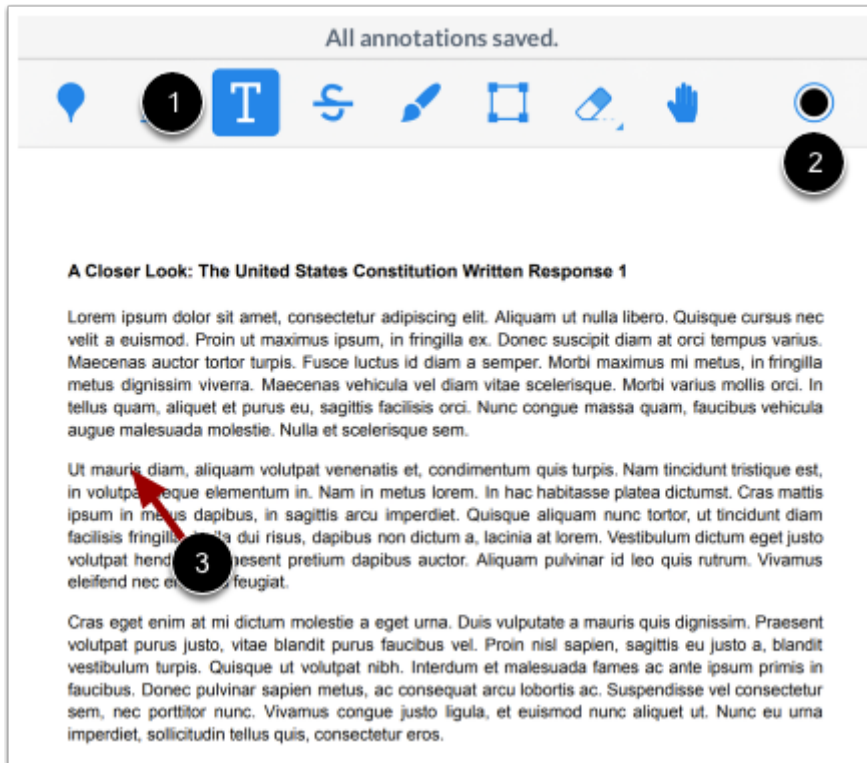 All annotations saved.
1
T
S
2
A Closer Look: The United States Constitution Written Response 1
Lorem ipsum dolor sit amet, consectetur adipiscing elit. Aliquam ut nulla libero. Quisque cursus nec
velit a euismod. Proin ut maximus ipsum, in fringilla ex. Donec suscipit diam at orci tempus varius.
Maecenas auctor tortor turpis. Fusce luctus id diam a semper. Morbi maximus mi metus, in fringilla
metus dignissim viverra. Maecenas vehicula vel diam vitae scelerisque. Morbi varius mollis orci. In
tellus quam, aliquet et purus eu, sagittis facilisis orci. Nunc congue massa quam, faucibus vehicula
augue malesuada molestie. Nulla et scelerisque sem.
Ut mauris diam, aliquam volutpat venenatis et, condimentum quis turpis. Nam tincidunt tristique est,
in elementum in. Nam in metus lorem. In hac habitasse platea dictumst. Cras mattis
ipsum in dapibus, in sagittis arcu imperdiet. Quisque aliquam nunc tortor, ut tincidunt diam
facilisis dui risus, dapibus non dictum a, lacinia at lorem. Vestibulum dictum eget justo
volutpat pretium dapibus auctor. Aliquam pulvinar id leo quis rutrum. Vivamus
eleifend nec feugiat.
3
Cras eget enim at mi dictum molestie a eget urna. Duis vulputate a mauris quis dignissim. Praesent
volutpat purus justo, vitae blandit purus faucibus vel. Proin nisl sapien, sagittis eu justo a, blandit
vestibulum turpis. Quisque ut volutpat nibh. Interdum et malesuada fames ac ante ipsum primis in
faucibus. Donec pulvinar sapien metus, ac consequat arcu lobortis ac. Suspendisse vel consectetur
sem, nec porttitor nunc. Vivamus congue justo ligula, et euismod nunc aliquet ut. Nunc eu urna
imperdiet, sollicitudin tellus quis, consectetur eros.